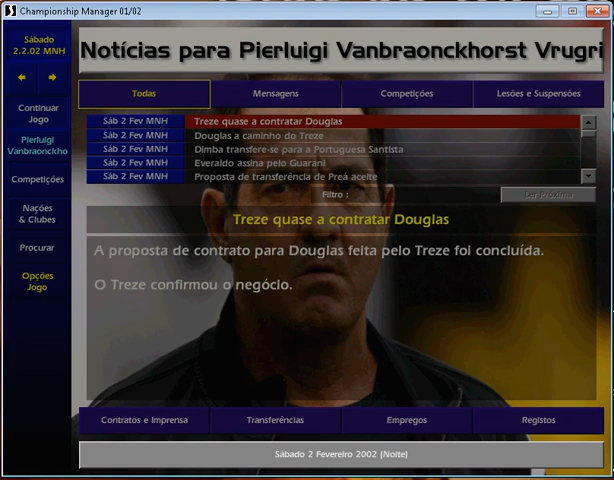 Championship Manager 01/02
Sábado
2.2.02 MNH
Notícias para Pierluigi Vanbraonckhorst Vrugri
Todas
Mensagens
Competições
Lesões e Suspensões
Continuar
Jogo
Pierluigi
Vanbraonckho
Competições
Nações
& Clubes
Procurar
Opções
Jogo
Sáb 2 Fev MNH Treze quase a contratar Douglas
Sáb 2 Fev MNH Douglas a caminho do Treze
Sáb 2 Fev MNH Dimba transfere-se para a Portuguesa Santista
Sáb 2 Fev MNH Everaldo assina pelo Guarani
Sáb 2 Fev MNH Proposta de transferência de Preá aceite
Filtro :
Ler Próxima
Treze quase a contratar Douglas
A proposta de contrato para Douglas feita pelo Treze foi concluída.
O Treze confirmou o negócio.
Contratos e Imprensa
Transferências
Empregos
Registos
Sábado 2 Fevereiro 2002 (Noite)